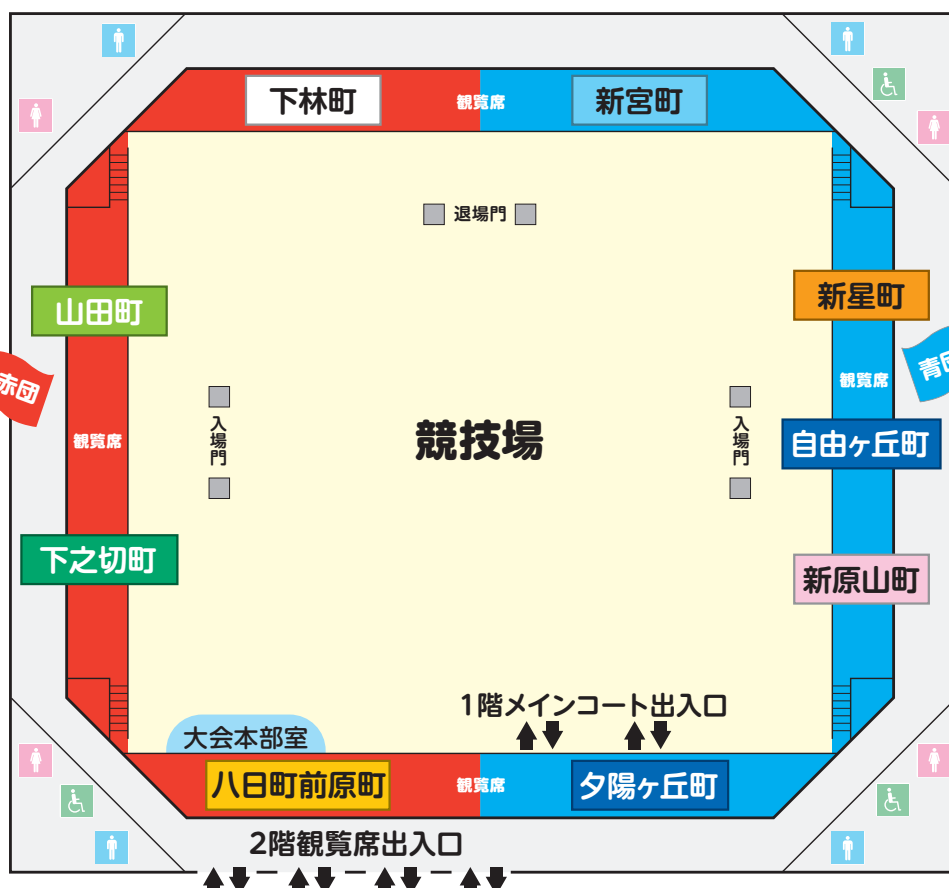 下林町
観覧席
新宮町
退場門
山田町
新星町
赤団
青団
観覧席
入場門
競技場
入場門
観覧席
自由ヶ丘町
下之切町
新原山町
1階メインコート出入口
大会本部室
八日町前原町
観覧席
夕陽ヶ丘町
2階観覧席出入口